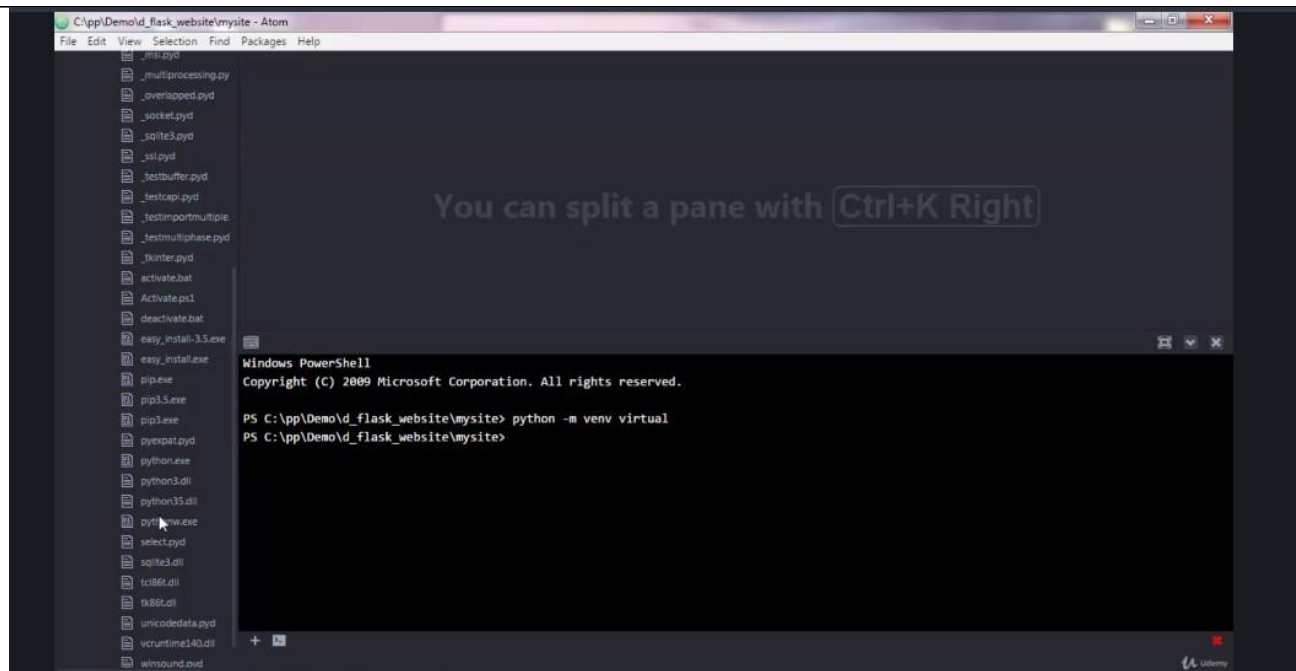 C:\pp\Demo\d_flask_website\mysite - Atom
File Edit View Selection Find Packages Help
_msi.pyd
_multiprocessing.py
_overlapped.pyd
_socket.pyd
_sqlite3.pyd
_ssl.pyd
_testbuffer.pyd
_testcapi.pyd
_testimportmultiple.
_testmultiphase.pyd
_tkinter.pyd
activate.bat
Activate.ps1
deactivate.bat
easy_install-3.5.exe
easy_install.exe
pip.exe
pip3.5.exe
pip3.exe
pyexpat.pyd
python.exe
python3.dll
python35.dll
pythonw.exe
select.pyd
sqlite3.dll
tcl86t.dll
tk86t.dll
unicodedata.pyd
vcruntime140.dll
winsound.pyd
You can split a pane with Ctrl+K Right
Windows PowerShell
Copyright (C) 2009 Microsoft Corporation. All rights reserved.
PS C:\pp\Demo\d_flask_website\mysite> python -m venv virtual
PS C:\pp\Demo\d_flask_website\mysite>
Udemy